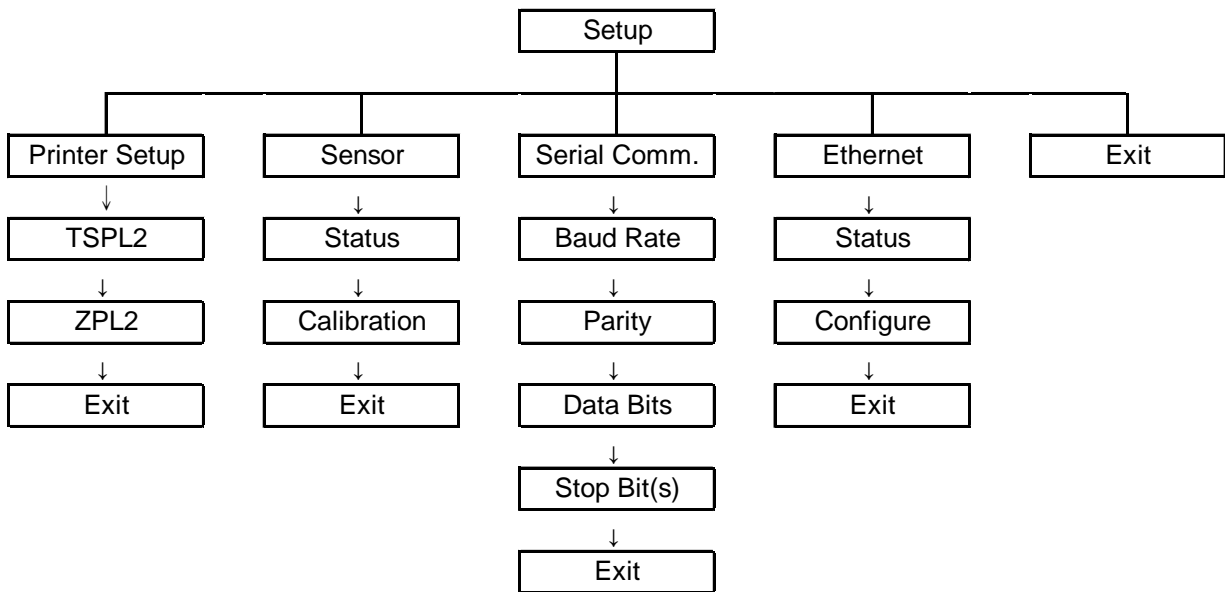 Setup
Printer Setup
Sensor
Serial Comm.
Ethernet
Exit
TSPL2
Status
Baud Rate
Status
ZPL2
Calibration
Parity
Configure
Exit
Exit
Data Bits
Exit
Stop Bit(s)
Exit